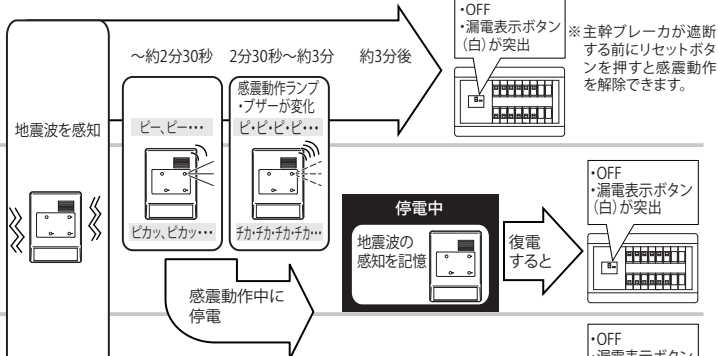 ・OFF
・漏電表示ボタン
（白）が突出
※主幹ブレーカが遮断
する前にリセットボタ
ンを押すと感震動作
を解除できます。
～約2分30秒
2分30秒～約3分
約3分後
感震動作ランプ
・ブザーが変化
地震波を感知
ピー、ピー・・・
ピ・ピ・ピ・ピ・・・
ピカッ、ピカッ・・・
チカ・チカ・チカ・チカ・・・
停電中
地震波の
感知を記憶
復電
すると
・OFF
・漏電表示ボタン
（白）が突出
感震動作中に
停電
・OFF
・漏電表示ボタン